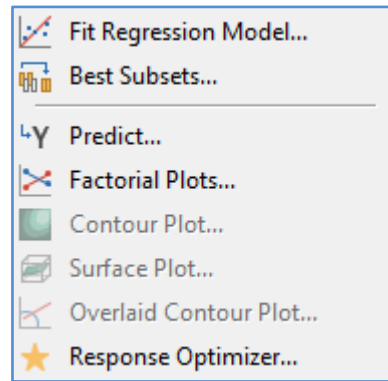 Fit Regression Model...
Best Subsets...
Predict...
Factorial Plots...
Contour Plot...
Surface Plot...
Overlaid Contour Plot...
Response Optimizer...